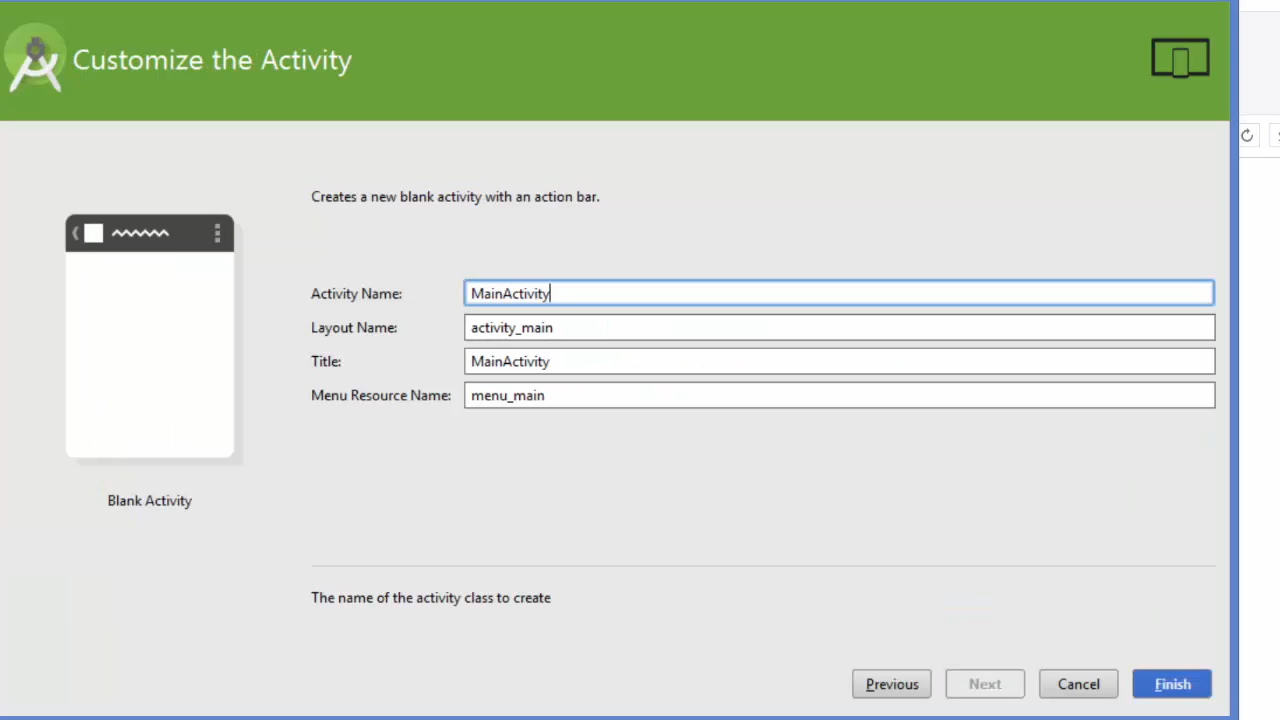 Customize the Activity
Creates a new blank activity with an action bar.
Activity Name: MainActivity
Layout Name: activity_main
Title: MainActivity
Menu Resource Name: menu_main
Blank Activity
The name of the activity class to create
Previous Next Cancel Finish